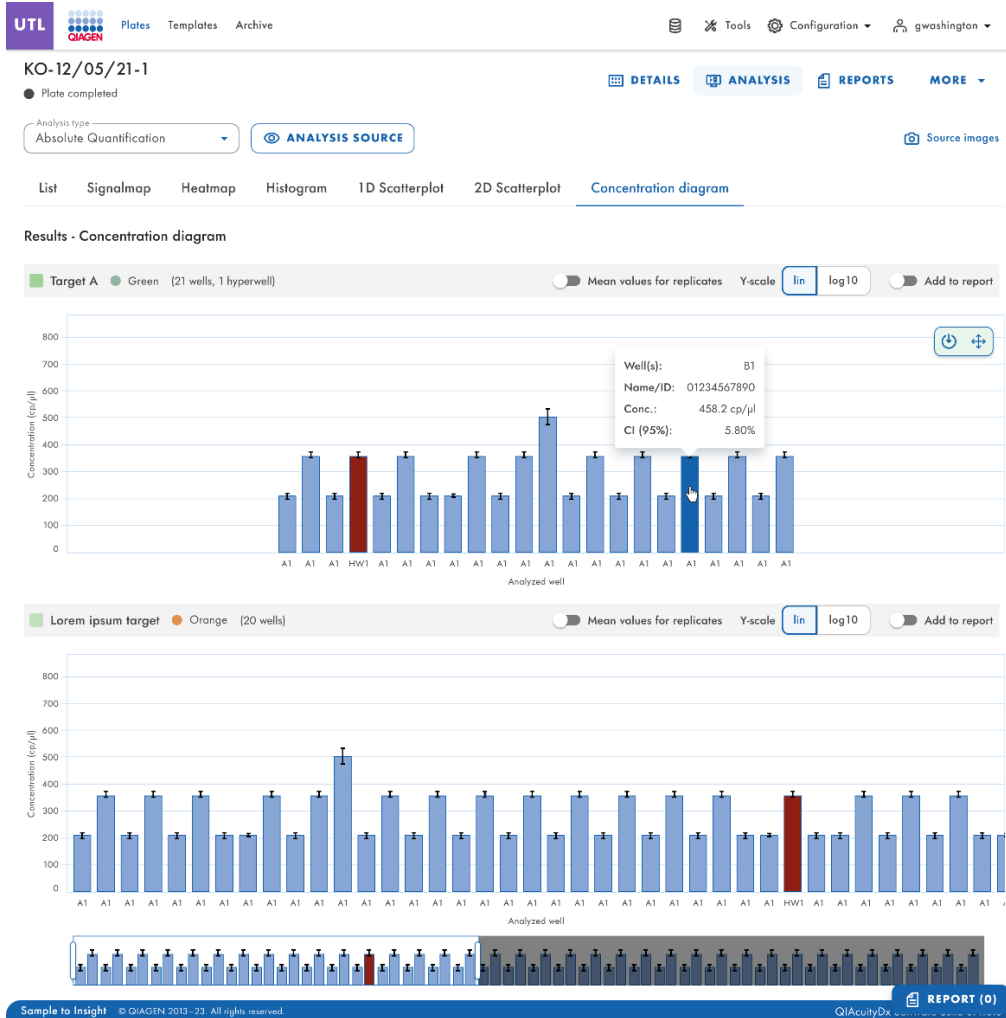 UTL QIAGEN Plates Templates Archive Tools Configuration gwashington
KO-12/05/21-1
Plate completed
DETAILS ANALYSIS REPORTS MORE
Analysis type
Absolute Quantification
ANALYSIS SOURCE
Source images
List Signalmap Heatmap Histogram 1D Scatterplot 2D Scatterplot Concentration diagram
Results - Concentration diagram
Target A Green (21 wells, 1 hyperwell) Mean values for replicates Y-scale lin log10 Add to report
Concentration (cp/µl)
800
700
600
500
400
300
200
100
0
Well(s): B1
Name/ID: 01234567890
Conc.: 458.2 cp/µl
CI (95%): 5.80%
A1 A1 A1 HW1 A1 A1 A1 A1 A1 A1 A1 A1 A1 A1 A1 A1 A1 A1 A1 A1 A1 A1
Analyzed well
Lorem ipsum target Orange (20 wells) Mean values for replicates Y-scale lin log10 Add to report
Concentration (cp/µl)
800
700
600
500
400
300
200
100
0
A1 A1 A1 A1 A1 A1 A1 A1 A1 A1 A1 A1 A1 A1 A1 A1 A1 A1 A1 A1 A1 A1 A1 A1 A1 A1 A1 A1 A1 A1 HW1 A1 A1 A1 A1 A1 A1 A1 A1
Analyzed well
Sample to Insight © QIAGEN 2013–23. All rights reserved.
QIAcuityDx
REPORT (0)